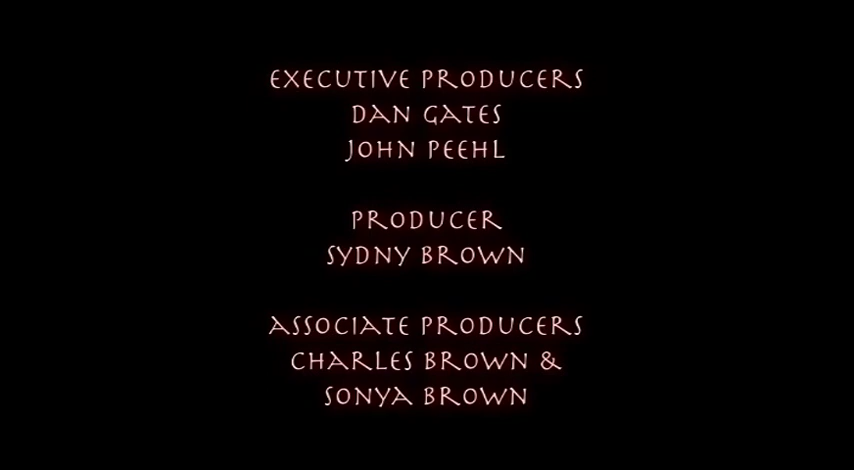 EXECUTIVE PRODUCERS
DAN GATES
JOHN PEEHL
PRODUCER
SYDNY BROWN
ASSOCIATE PRODUCERS
CHARLES BROWN &
SONYA BROWN